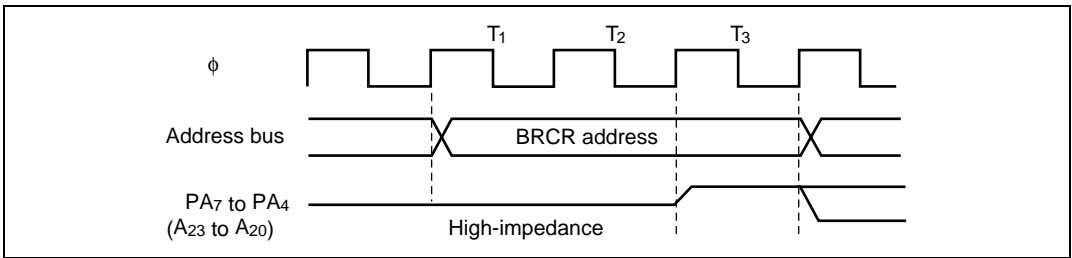 T1 T2 T3
φ
Address bus BRCR address
PA7 to PA4
(A23 to A20) High-impedance